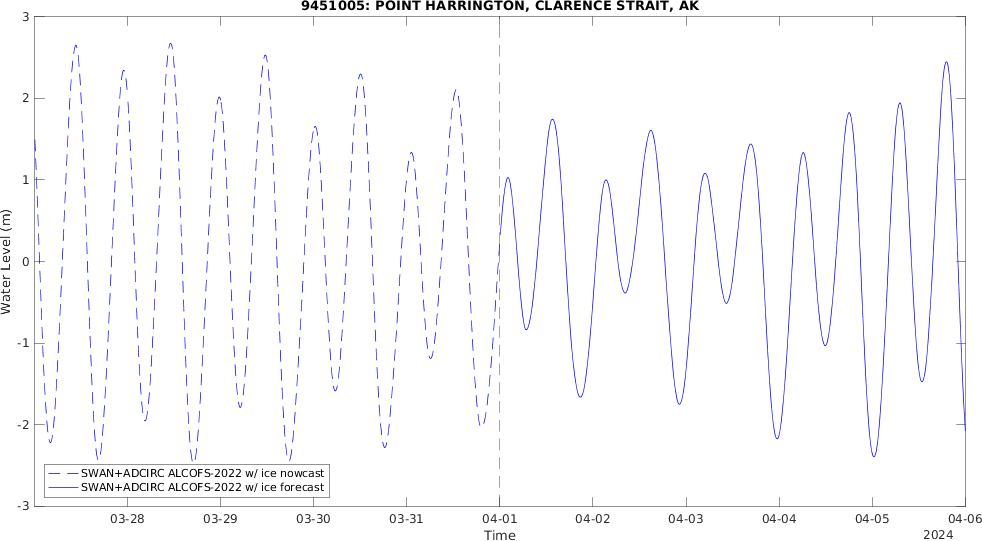 9451005: POINT HARRINGTON, CLARENCE STRAIT, AK
3
2
1
0
-1
-2
-3
Water Level (m)
SWAN+ADCIRC ALCOFS-2022 w/ ice nowcast
SWAN+ADCIRC ALCOFS-2022 w/ ice forecast
03-28 03-29 03-30 03-31 04-01 04-02 04-03 04-04 04-05 04-06
Time
2024